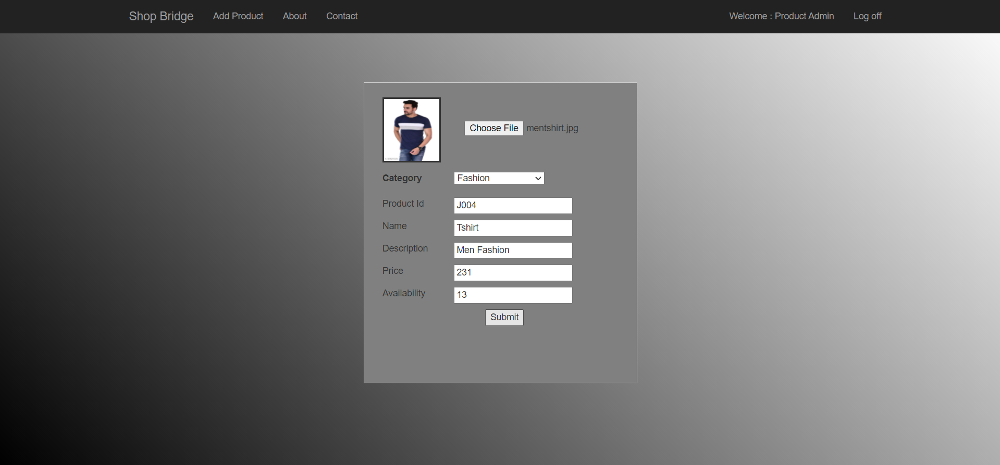 Shop Bridge Add Product About Contact Welcome : Product Admin Log off
Choose File mentshirt.jpg
Category Fashion
Product Id J004
Name Tshirt
Description Men Fashion
Price 231
Availability 13
Submit